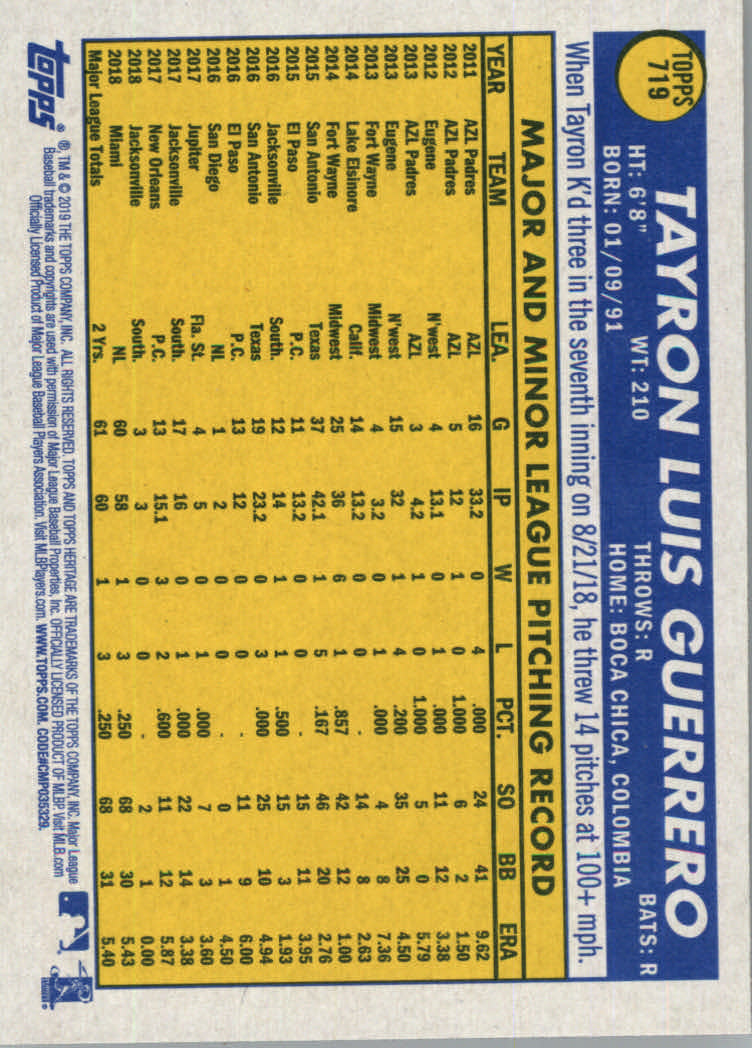 TOPPS
719
TAYRON LUIS GUERRERO
HT: 6'8" WT: 210 THROWS: R BATS: R
BORN: 01/09/91 HOME: BOCA CHICA, COLOMBIA
When Tayron K'd three in the seventh inning on 8/21/18, he threw 14 pitches at 100+ mph.
MAJOR AND MINOR LEAGUE PITCHING RECORD
YEAR TEAM LEA. G IP W L PCT. SO BB ERA
2011 AZL Padres AZL 16 33.2 0 4 .000 24 41 9.62
2012 AZL Padres AZL 5 12 1 0 1.000 6 2 1.50
2012 Eugene N'west 4 13.1 0 1 .000 11 12 3.38
2013 AZL Padres AZL 3 4.2 1 0 1.000 5 0 5.79
2013 Eugene N'west 15 32 1 4 .200 35 25 4.50
2013 Fort Wayne Midwest 4 3.2 0 1 .000 4 8 7.36
2014 Lake Elsinore Calif. 14 13.2 0 0 - 14 8 2.63
2014 Fort Wayne Midwest 25 36 6 1 .857 42 12 1.00
2015 San Antonio Texas 37 42.1 1 5 .167 46 20 2.76
2015 El Paso P.C. 11 13.2 0 0 - 15 11 3.95
2016 Jacksonville South. 12 14 1 1 .500 15 3 1.93
2016 San Antonio Texas 19 23.2 0 3 .000 25 10 4.94
2016 El Paso P.C. 13 12 0 0 - 11 9 6.00
2016 San Diego NL 1 2 0 0 - 0 1 4.50
2017 Jupiter Fla. St. 4 5 0 1 .000 7 3 3.60
2017 Jacksonville South. 17 16 0 1 .000 22 14 3.38
2017 New Orleans P.C. 13 15.1 3 2 .600 11 12 5.87
2018 Jacksonville South. 3 3 0 0 - 2 1 0.00
2018 Miami NL 60 58 1 3 .250 68 30 5.43
Major League Totals 2 Yrs. 61 60 1 3 .250 68 31 5.40
topps ® ®, TM & © 2019 THE TOPPS COMPANY, INC. ALL RIGHTS RESERVED. TOPPS AND TOPPS HERITAGE ARE TRADEMARKS OF THE TOPPS COMPANY, INC. Major League
Baseball trademarks and copyrights are used with permission of Major League Baseball Properties, Inc. OFFICIALLY LICENSED PRODUCT OF MLBP Visit MLB.com
Officially Licensed Product of Major League Baseball Players Association. Visit MLBPlayers.com. WWW.TOPPS.COM. CODE#CMP035329.